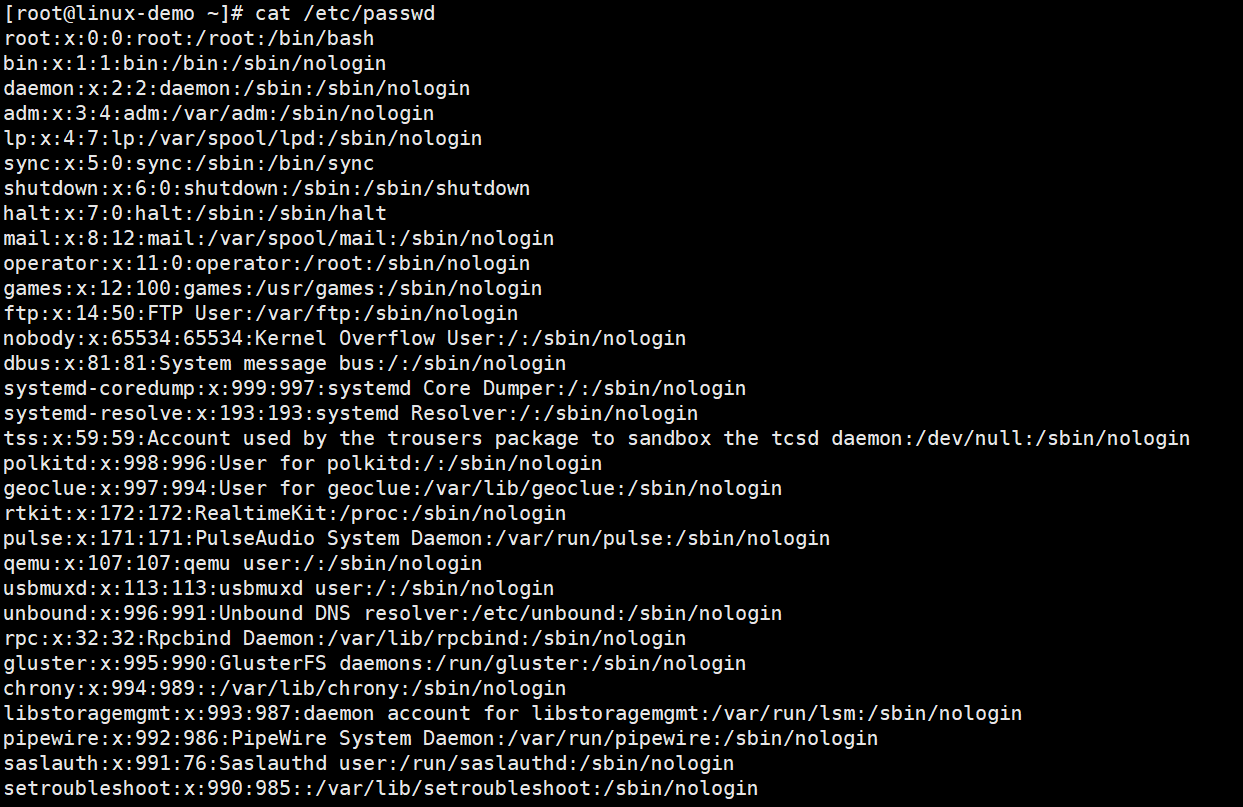 [root@linux-demo ~]# cat /etc/passwd
root:x:0:0:root:/root:/bin/bash
bin:x:1:1:bin:/bin:/sbin/nologin
daemon:x:2:2:daemon:/sbin:/sbin/nologin
adm:x:3:4:adm:/var/adm:/sbin/nologin
lp:x:4:7:lp:/var/spool/lpd:/sbin/nologin
sync:x:5:0:sync:/sbin:/bin/sync
shutdown:x:6:0:shutdown:/sbin:/sbin/shutdown
halt:x:7:0:halt:/sbin:/sbin/halt
mail:x:8:12:mail:/var/spool/mail:/sbin/nologin
operator:x:11:0:operator:/root:/sbin/nologin
games:x:12:100:games:/usr/games:/sbin/nologin
ftp:x:14:50:FTP User:/var/ftp:/sbin/nologin
nobody:x:65534:65534:Kernel Overflow User:/:/sbin/nologin
dbus:x:81:81:System message bus:/:/sbin/nologin
systemd-coredump:x:999:997:systemd Core Dumper:/:/sbin/nologin
systemd-resolve:x:193:193:systemd Resolver:/:/sbin/nologin
tss:x:59:59:Account used by the trousers package to sandbox the tcsd daemon:/dev/null:/sbin/nologin
polkitd:x:998:996:User for polkitd:/:/sbin/nologin
geoclue:x:997:994:User for geoclue:/var/lib/geoclue:/sbin/nologin
rtkit:x:172:172:RealtimeKit:/proc:/sbin/nologin
pulse:x:171:171:PulseAudio System Daemon:/var/run/pulse:/sbin/nologin
qemu:x:107:107:qemu user:/:/sbin/nologin
usbmuxd:x:113:113:usbmuxd user:/:/sbin/nologin
unbound:x:996:991:Unbound DNS resolver:/etc/unbound:/sbin/nologin
rpc:x:32:32:Rpcbind Daemon:/var/lib/rpcbind:/sbin/nologin
gluster:x:995:990:GlusterFS daemons:/run/gluster:/sbin/nologin
chrony:x:994:989::/var/lib/chrony:/sbin/nologin
libstoragemgmt:x:993:987:daemon account for libstoragemgmt:/var/run/lsm:/sbin/nologin
pipewire:x:992:986:PipeWire System Daemon:/var/run/pipewire:/sbin/nologin
saslauth:x:991:76:Saslauthd user:/run/saslauthd:/sbin/nologin
setroubleshoot:x:990:985::/var/lib/setroubleshoot:/sbin/nologin